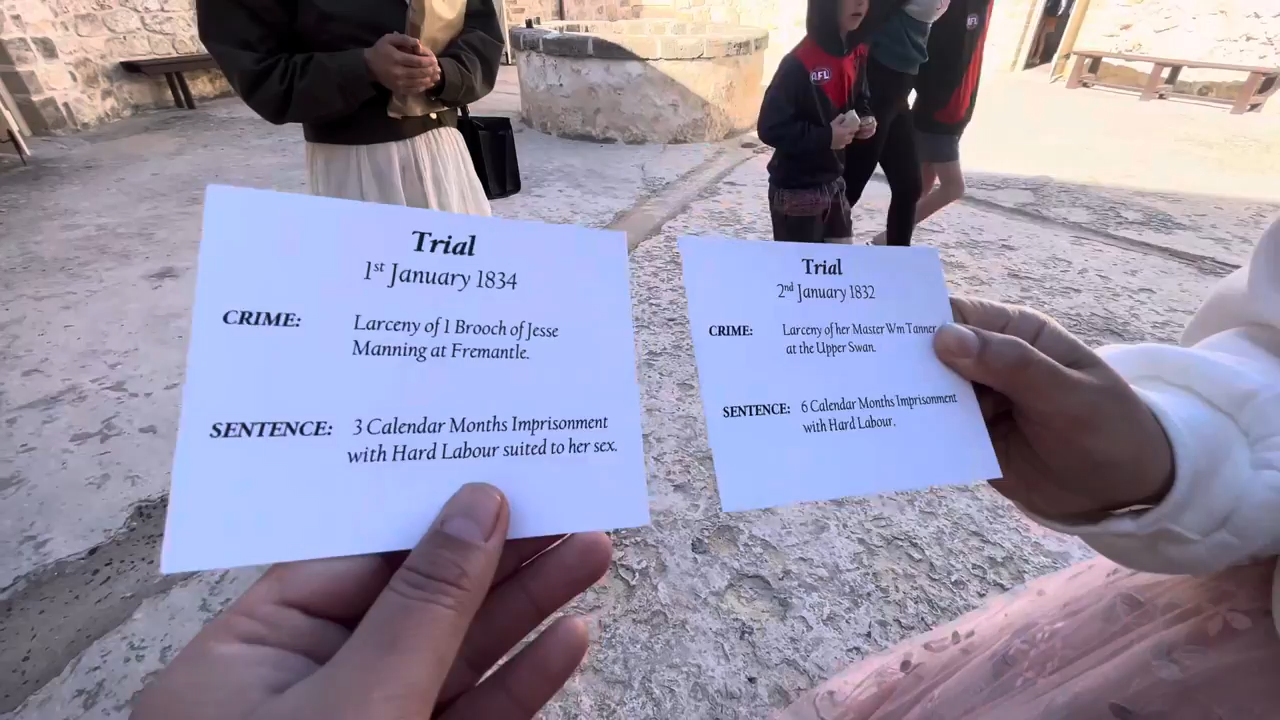 AFL
AFL
Trial
1st January 1834
CRIME: Larceny of 1 Brooch of Jesse
Manning at Fremantle.
SENTENCE: 3 Calendar Months Imprisonment
with Hard Labour suited to her sex.
Trial
2nd January 1832
CRIME: Larceny of her Master Wm Tanner
at the Upper Swan.
SENTENCE: 6 Calendar Months Imprisonment
with Hard Labour.